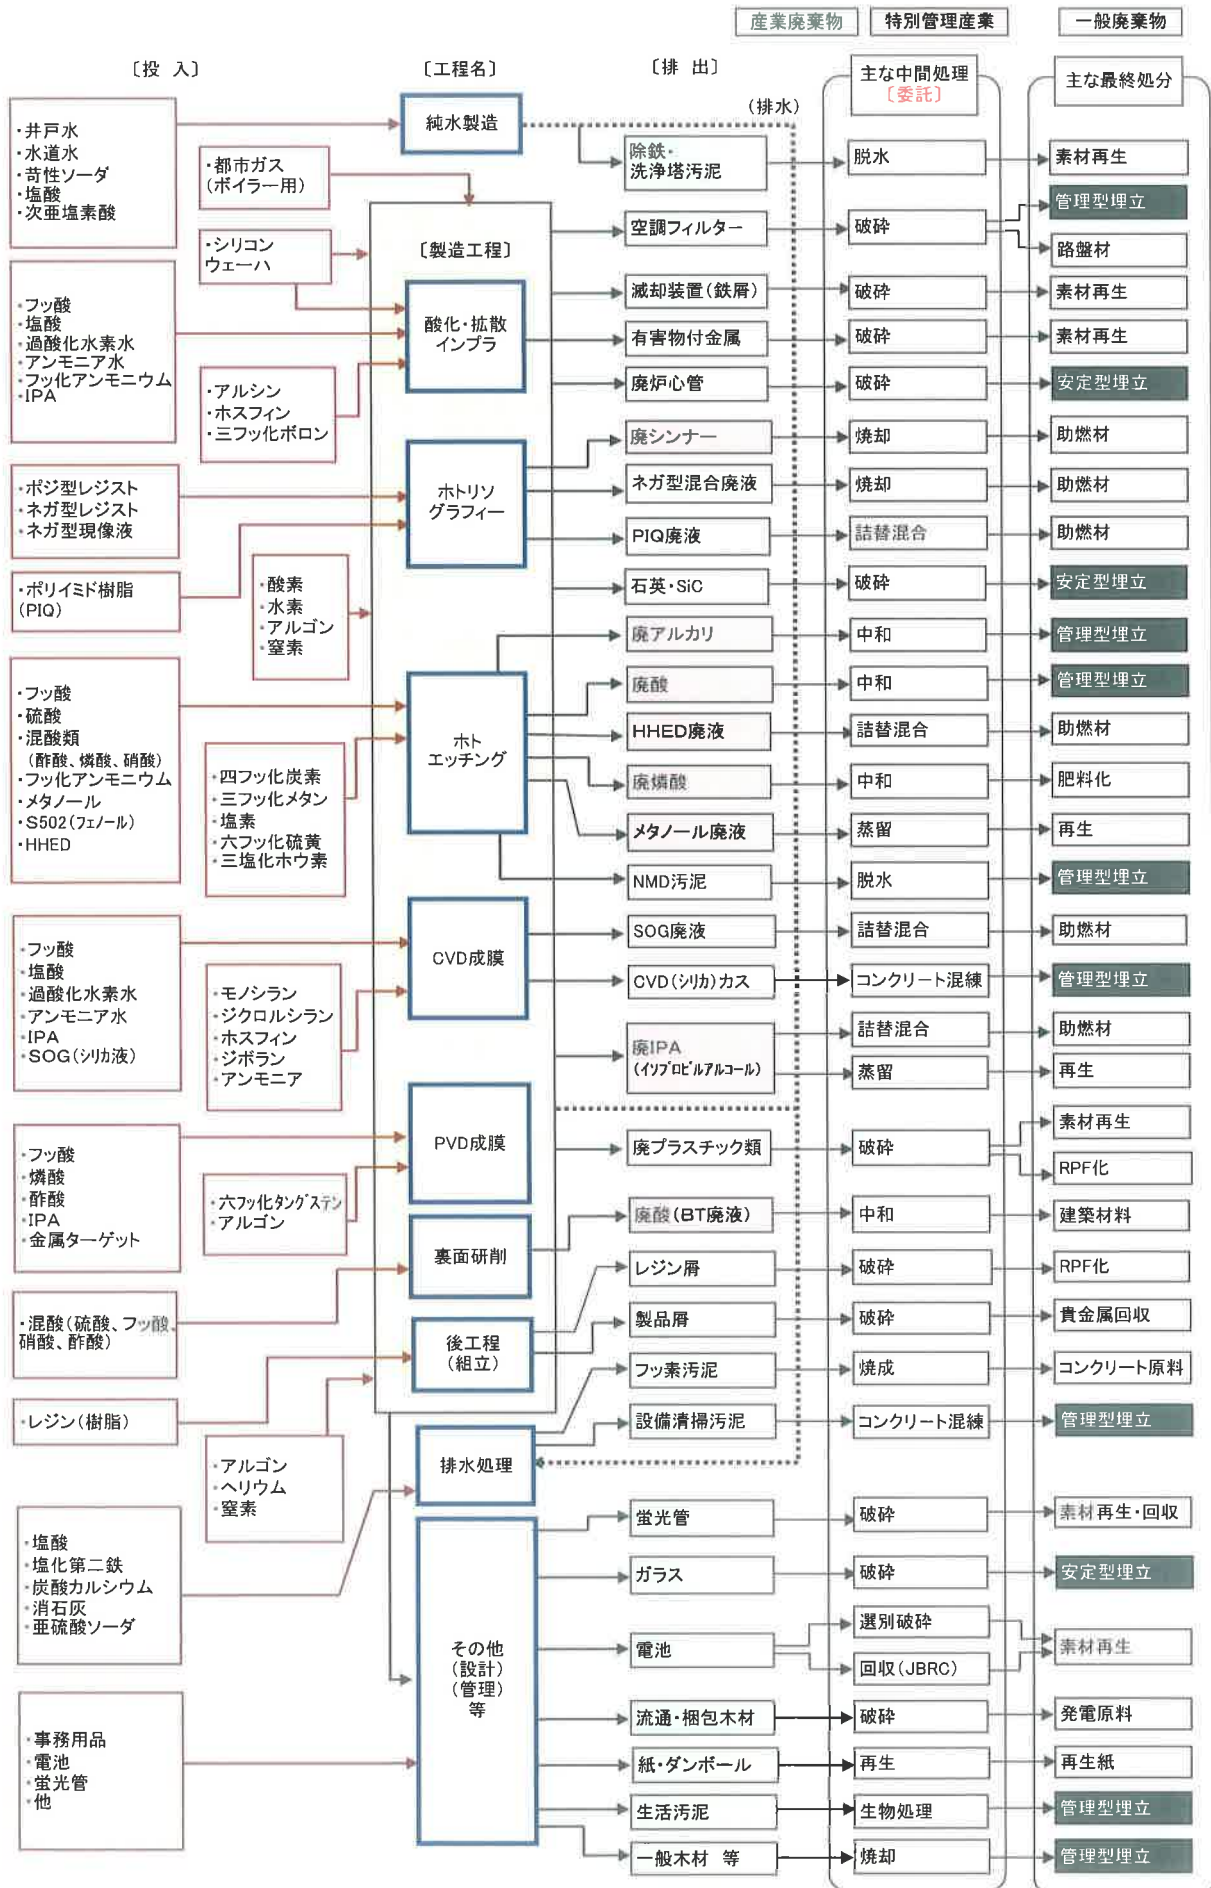 産業廃棄物
特別管理産業
一般廃棄物
〔投 入〕
〔工程名〕
〔排 出〕
主な中間処理
〔委託〕
主な最終処分
(排水)
・井戸水
・水道水
・苛性ソーダ
・塩酸
・次亜塩素酸
・都市ガス
(ボイラー用)
・シリコン
ウェーハ
・フッ酸
・塩酸
・過酸化水素水
・アンモニア水
・フッ化アンモニウム
・IPA
・アルシン
・ホスフィン
・三フッ化ボロン
・ポジ型レジスト
・ネガ型レジスト
・ネガ型現像液
・ポリイミド樹脂
(PIQ)
・酸素
・水素
・アルゴン
・窒素
・フッ酸
・硫酸
・混酸類
(酢酸、燐酸、硝酸)
・フッ化アンモニウム
・メタノール
・S502(フェノール)
・HHED
・四フッ化炭素
・三フッ化メタン
・塩素
・六フッ化硫黄
・三塩化ホウ素
・フッ酸
・塩酸
・過酸化水素水
・アンモニア水
・IPA
・SOG(シリカ液)
・モノシラン
・ジクロルシラン
・ホスフィン
・ジボラン
・アンモニア
・フッ酸
・燐酸
・酢酸
・IPA
・金属ターゲット
・六フッ化タングステン
・アルゴン
・混酸(硫酸、フッ酸、
硝酸、酢酸)
・レジン(樹脂)
・アルゴン
・ヘリウム
・窒素
・塩酸
・塩化第二鉄
・炭酸カルシウム
・消石灰
・亜硫酸ソーダ
・事務用品
・電池
・蛍光管
・他
純水製造
〔製造工程〕
酸化・拡散
インプラ
ホトリソ
グラフィー
ホト
エッチング
CVD成膜
PVD成膜
裏面研削
後工程
(組立)
排水処理
その他
(設計)
(管理)
等
除鉄・
洗浄塔汚泥
脱水
素材再生
空調フィルター
破砕
管理型埋立
路盤材
滅却装置(鉄屑)
破砕
素材再生
有害物付金属
破砕
素材再生
廃炉心管
破砕
安定型埋立
廃シンナー
焼却
助燃材
ネガ型混合廃液
焼却
助燃材
PIQ廃液
詰替混合
助燃材
石英・SiC
破砕
安定型埋立
廃アルカリ
中和
管理型埋立
廃酸
中和
管理型埋立
HHED廃液
詰替混合
助燃材
廃燐酸
中和
肥料化
メタノール廃液
蒸留
再生
NMD汚泥
脱水
管理型埋立
SOG廃液
詰替混合
助燃材
CVD(シリカ)カス
コンクリート混練
管理型埋立
廃IPA
(イソプロピルアルコール)
詰替混合
助燃材
蒸留
再生
廃プラスチック類
破砕
素材再生
RPF化
廃酸(BT廃液)
中和
建築材料
レジン屑
破砕
RPF化
製品屑
破砕
貴金属回収
フッ素汚泥
焼成
コンクリート原料
設備清掃汚泥
コンクリート混練
管理型埋立
蛍光管
破砕
素材再生・回収
ガラス
破砕
安定型埋立
電池
選別破砕
回収(JBRC)
素材再生
流通・梱包木材
破砕
発電原料
紙・ダンボール
再生
再生紙
生活汚泥
生物処理
管理型埋立
一般木材 等
焼却
管理型埋立